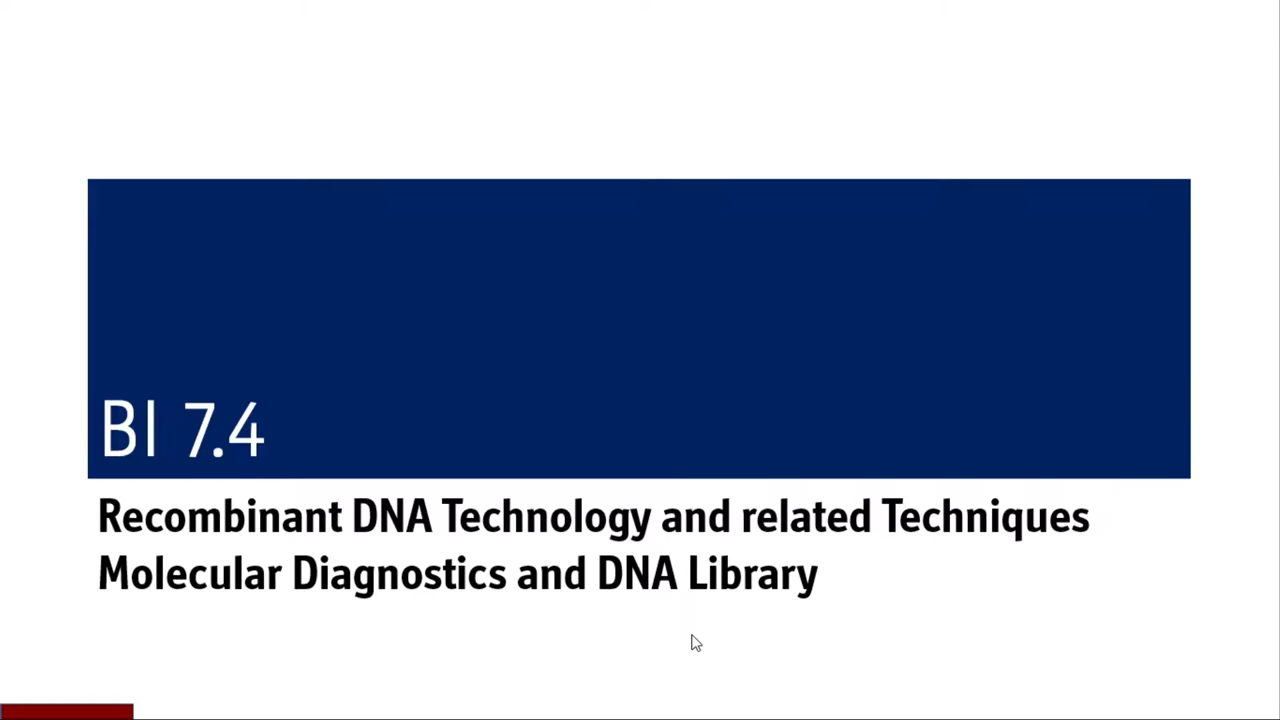 BI 7.4
Recombinant DNA Technology and related Techniques
Molecular Diagnostics and DNA Library